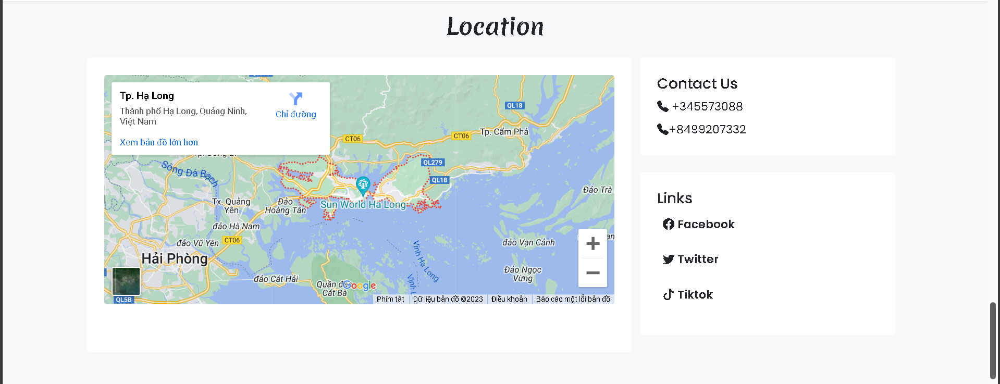 Location
Tp. Hạ Long
Thành phố Hạ Long, Quảng Ninh,
Việt Nam
Chỉ đường
Xem bản đồ lớn hơn
QL18
Tp. Cẩm Phả
CT06
CT06
Sông Đá Bạch
QL279
QL18
Đảo Trà
Tx. Quảng
Yên
Đảo
Hoàng Tân
Sun World Ha Long
đảo Hà Nam
đảo Vũ Yên
CT06
đảo Vạn Cảnh
Hải Phòng
Vịnh Hạ Long
Đảo Ngọc
Vừng
đảo Cát Hải
Quần
Cát Bà
Google
Vịnh
QL5B
Phím tắt
Dữ liệu bản đồ ©2023
Điều khoản
Báo cáo một lỗi bản đồ
Contact Us
+345573088
+8499207332
Links
Facebook
Twitter
Tiktok